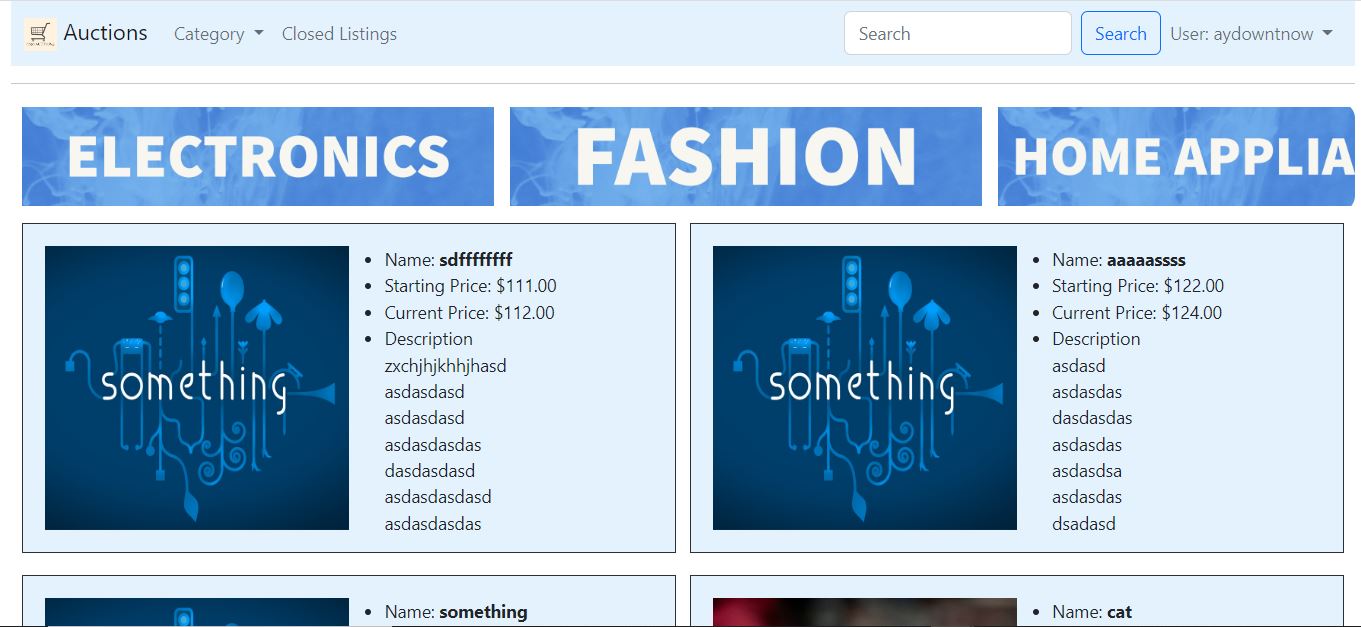 Auctions Category Closed Listings Search Search User: aydowntnow
ELECTRONICS FASHION HOME APPLIA
something
Name: sdffffffff
Starting Price: $111.00
Current Price: $112.00
Description
zxchjhjkhhjhasd
asdasdasd
asdasdasd
asdasdasdas
dasdasdasd
asdasdasdasd
asdasdasdas
something
Name: aaaaassss
Starting Price: $122.00
Current Price: $124.00
Description
asdasd
asdasdas
dasdasdas
asdasdas
asdasdsa
asdasdas
dsadasd
Name: something
Name: cat